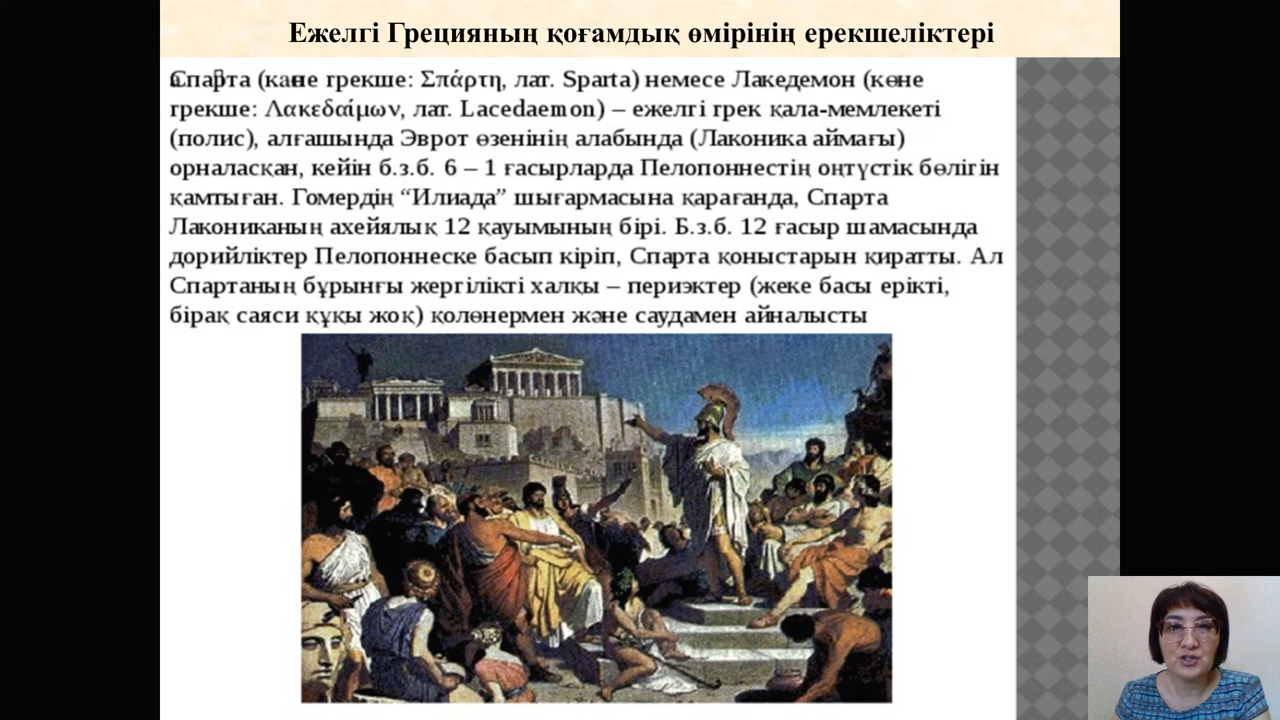 Ежелгі Грецияның қоғамдық өмірінің ерекшеліктері
Спарта (көне грекше: Σπάρτη, лат. Sparta) немесе Лакедемон (көне
грекше: Λακεδαίμων, лат. Lacedaemon) – ежелгі грек қала-мемлекеті
(полис), алғашында Эврот өзенінің алабында (Лаконика аймағы)
орналасқан, кейін б.з.б. 6 – 1 ғасырларда Пелопоннестің оңтүстік бөлігін
қамтыған. Гомердің “Илиада” шығармасына қарағанда, Спарта
Лакониканың ахейялық 12 қауымының бірі. Б.з.б. 12 ғасыр шамасында
дорийліктер Пелопоннеске басып кіріп, Спарта қоныстарын қиратты. Ал
Спартаның бұрынғы жергілікті халқы – периэктер (жеке басы ерікті,
бірақ саяси құқы жоқ) қолөнермен және саудамен айналысты